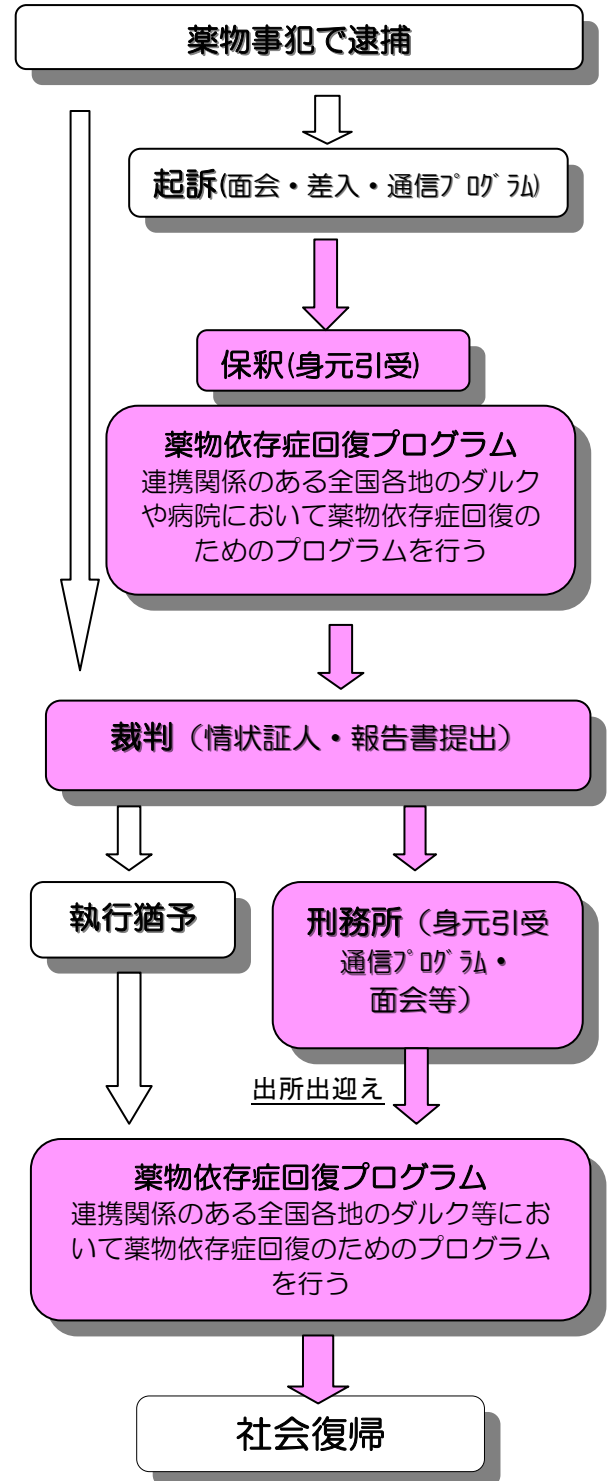 薬物事犯で逮捕
起訴(面会・差入・通信ﾌﾟﾛｸﾞﾗﾑ)
保釈(身元引受)
薬物依存症回復プログラム
連携関係のある全国各地のダルク
や病院において薬物依存症回復の
ためのプログラムを行う
裁判（情状証人・報告書提出）
執行猶予
刑務所（身元引受
通信ﾌﾟﾛｸﾞﾗﾑ・
面会等）
出所出迎え
薬物依存症回復プログラム
連携関係のある全国各地のダルク等にお
いて薬物依存症回復のためのプログラム
を行う
社会復帰